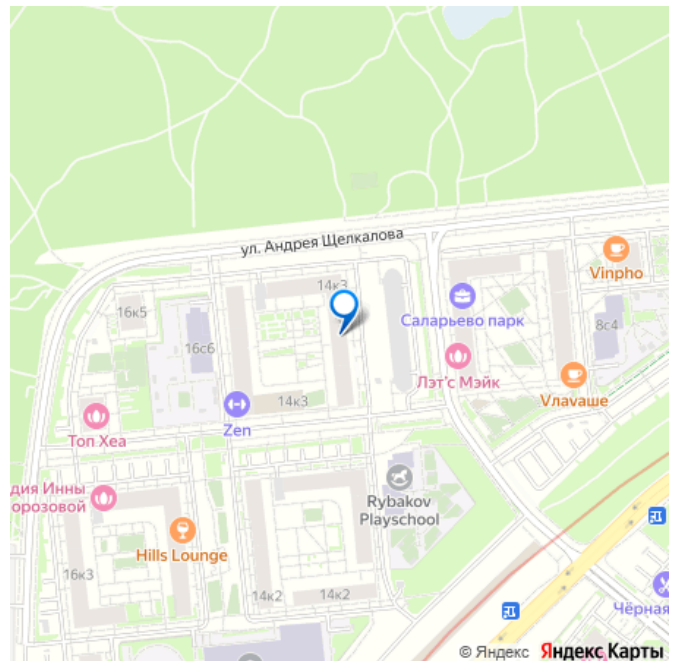 ул. Андрея Щелкалова
Vinpho
14к3
16к5
Саларьево парк
8с4
16с6
Лэт'с Мэйк
Vлаvаше
14к3
Zen
Топ Хеа
дия Инны
орозовой
Rybakov
Playschool
Hills Lounge
16к3
14к2
14к2
Чёрная
© Яндекс Яндекс Карты